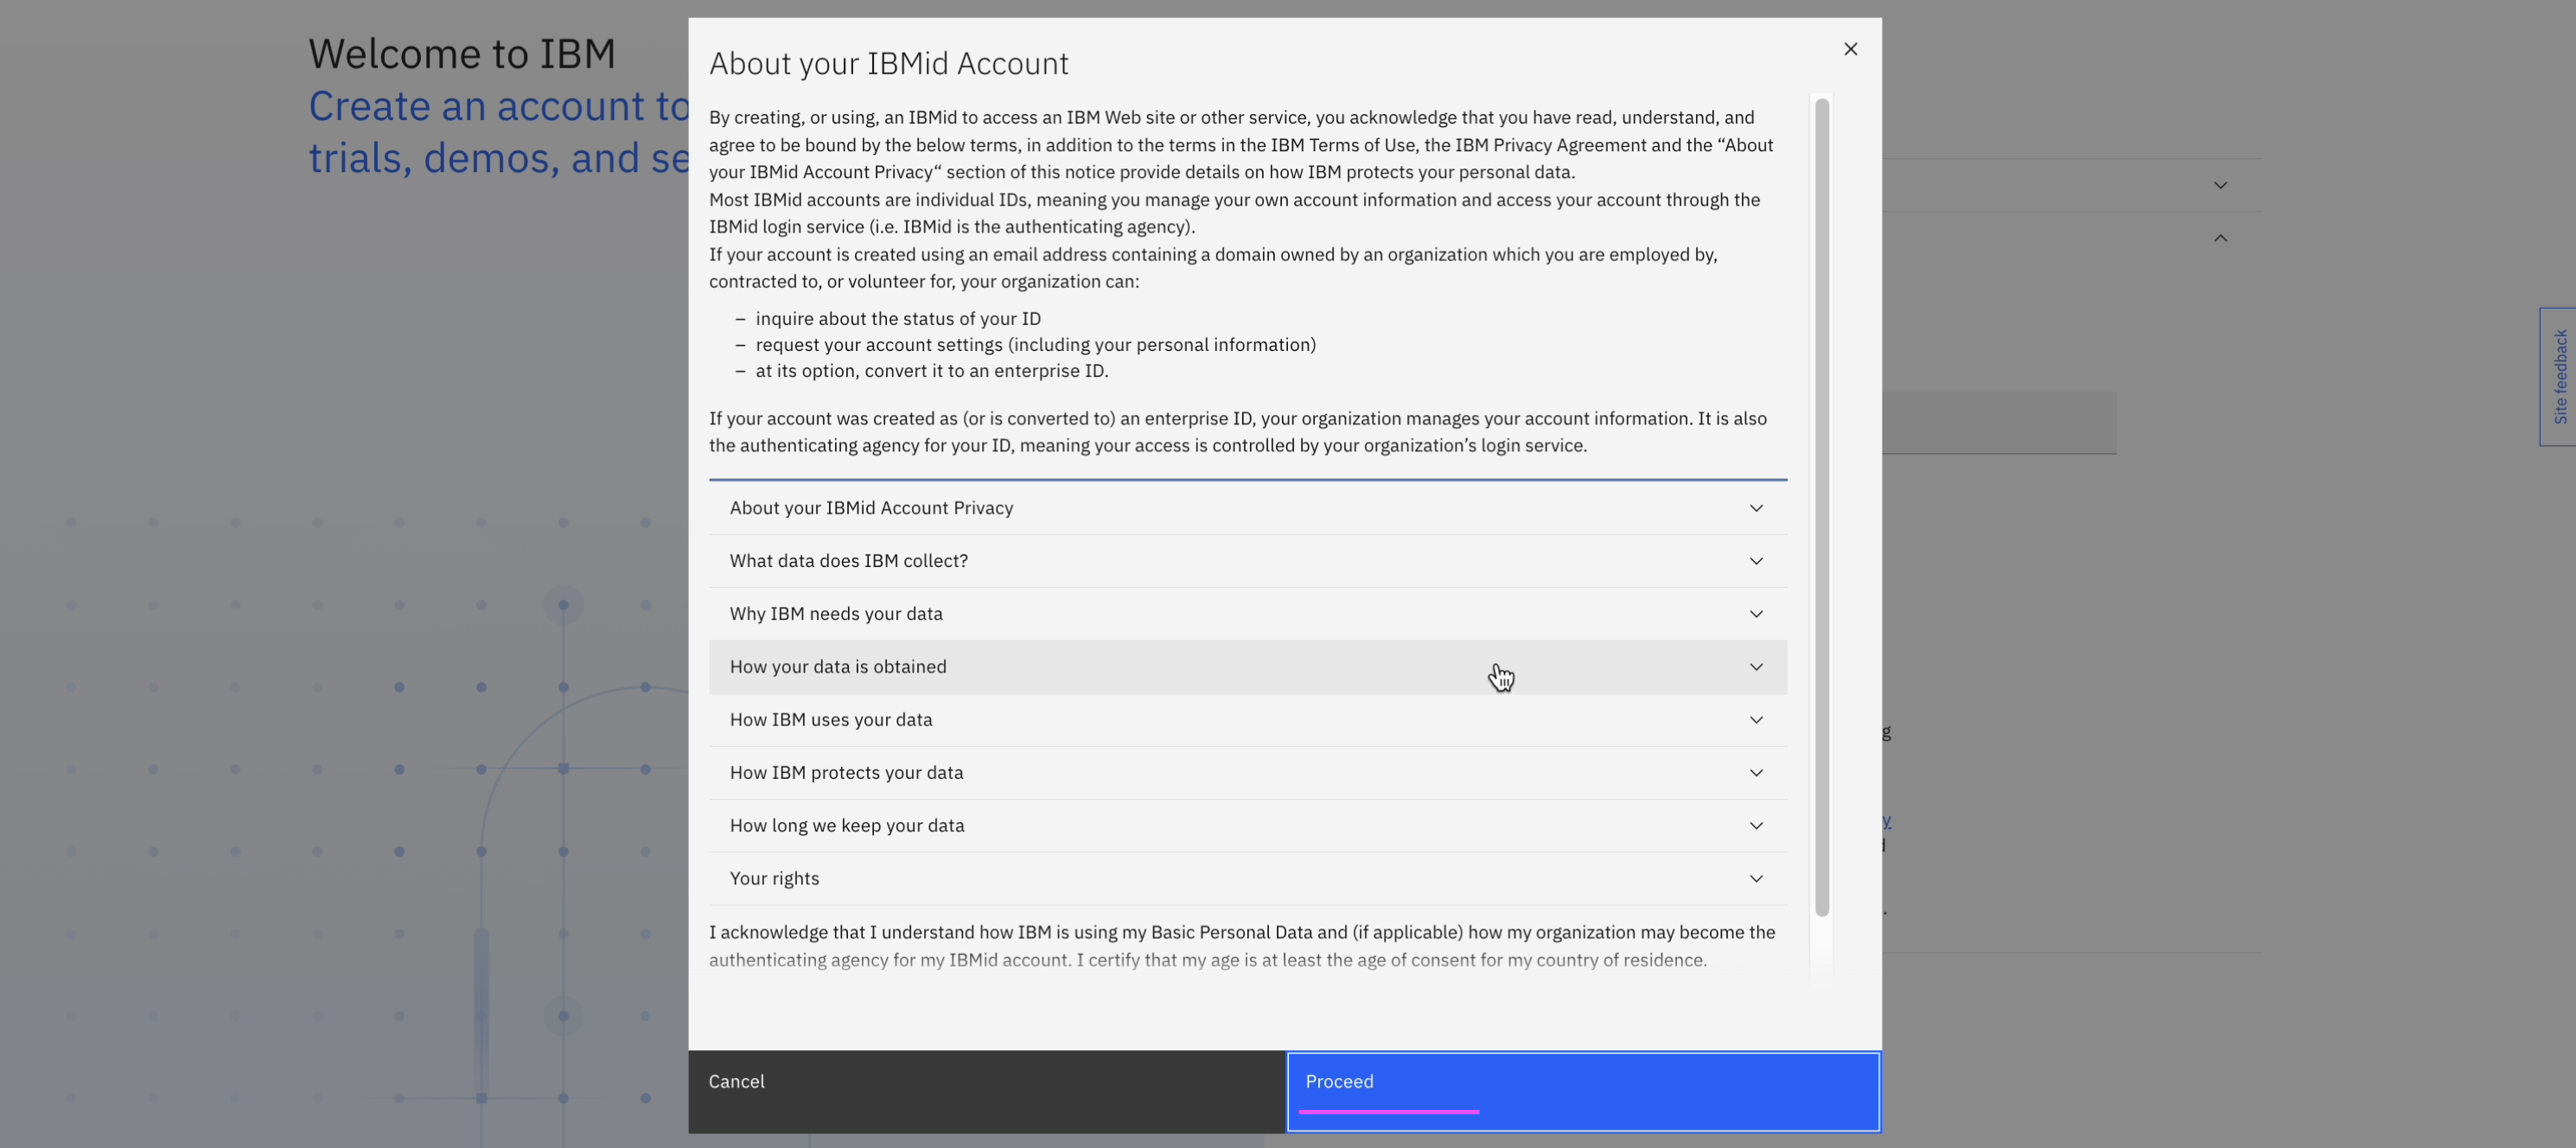 Welcome to IBM
Create an account to
trials, demos, and se
About your IBMid Account
By creating, or using, an IBMid to access an IBM Web site or other service, you acknowledge that you have read, understand, and
agree to be bound by the below terms, in addition to the terms in the IBM Terms of Use, the IBM Privacy Agreement and the “About
your IBMid Account Privacy“ section of this notice provide details on how IBM protects your personal data.
Most IBMid accounts are individual IDs, meaning you manage your own account information and access your account through the
IBMid login service (i.e. IBMid is the authenticating agency).
If your account is created using an email address containing a domain owned by an organization which you are employed by,
contracted to, or volunteer for, your organization can:
– inquire about the status of your ID
– request your account settings (including your personal information)
– at its option, convert it to an enterprise ID.
If your account was created as (or is converted to) an enterprise ID, your organization manages your account information. It is also
the authenticating agency for your ID, meaning your access is controlled by your organization’s login service.
About your IBMid Account Privacy
What data does IBM collect?
Why IBM needs your data
How your data is obtained
How IBM uses your data
How IBM protects your data
How long we keep your data
Your rights
I acknowledge that I understand how IBM is using my Basic Personal Data and (if applicable) how my organization may become the
authenticating agency for my IBMid account. I certify that my age is at least the age of consent for my country of residence.
Cancel
Proceed
Site feedback